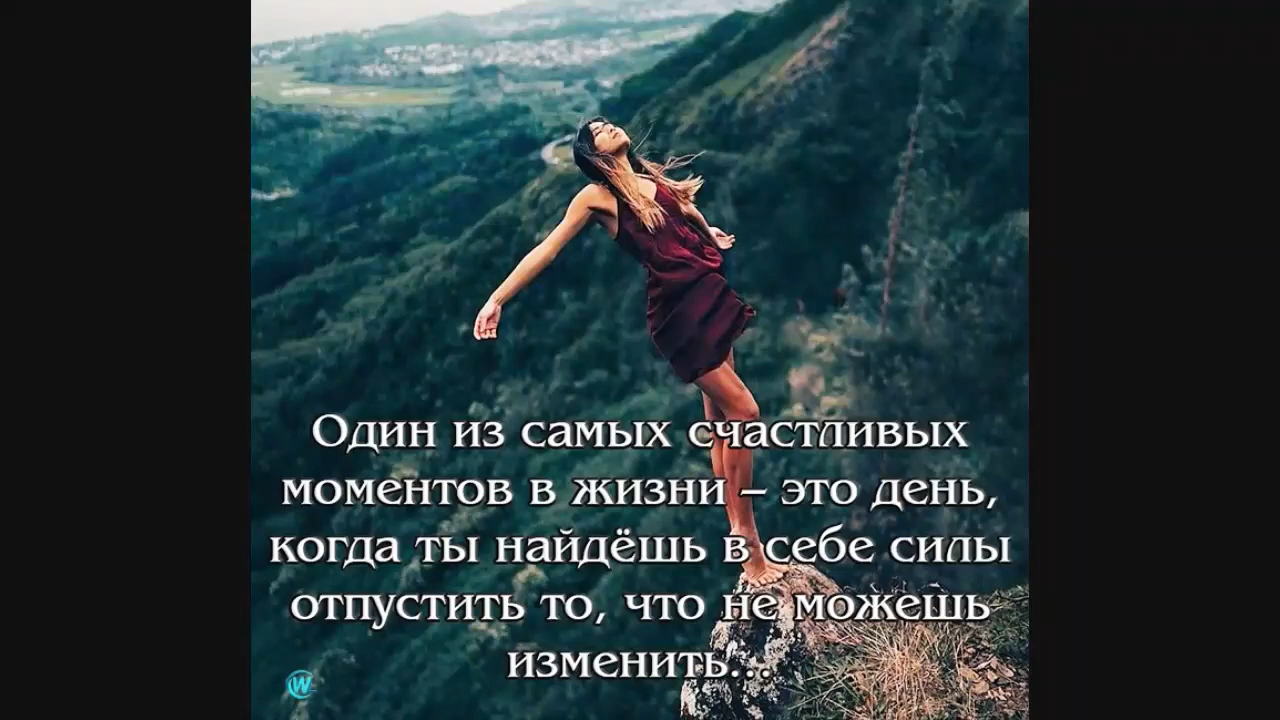 Один из самых счастливых
моментов в жизни – это день,
когда ты найдёшь в себе силы
отпустить то, что не можешь
изменить...
W